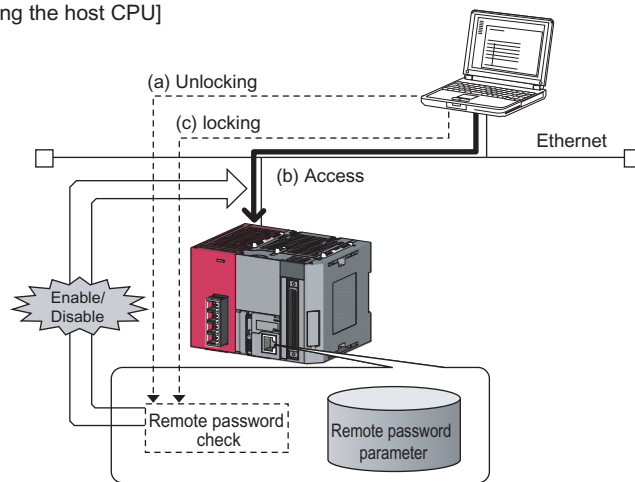 ng the host CPU]
(a) Unlocking
(c) locking
Ethernet
(b) Access
Enable/
Disable
Remote password
check
Remote password
parameter